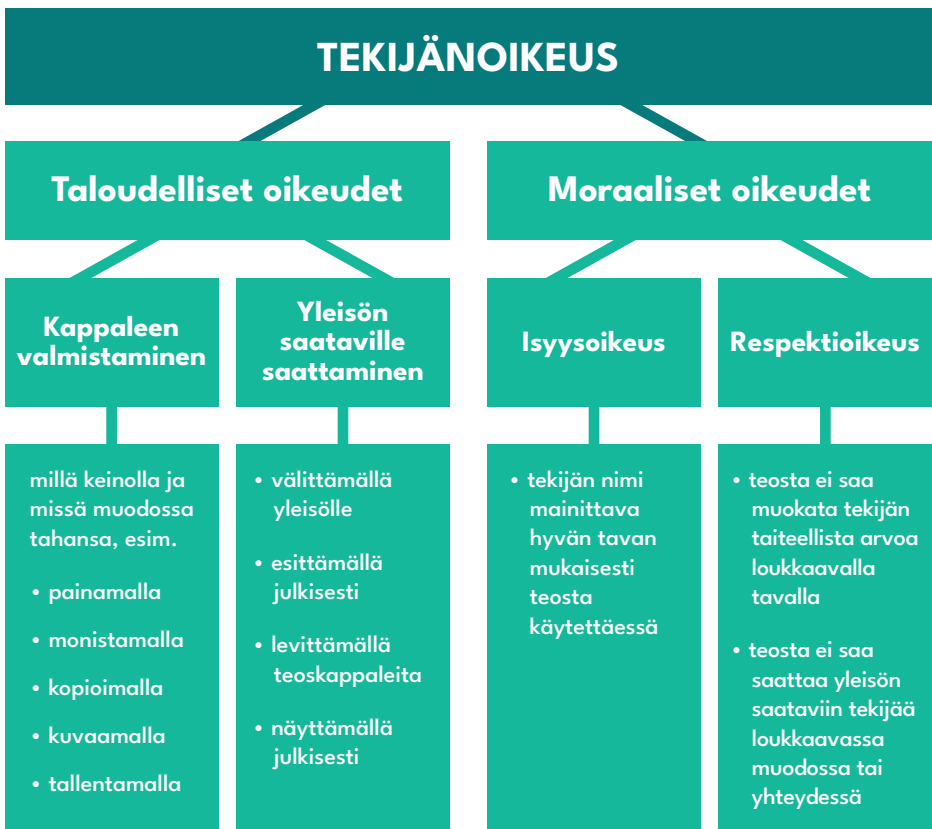 TEKIJÄNOIKEUS
Taloudelliset oikeudet
Kappaleen
valmistaminen
millä keinolla ja
missä muodossa
tahansa, esim.
• painamalla
• monistamalla
• kopioimalla
• kuvaamalla
• tallentamalla
Yleisön
saataville
saattaminen
• välittämällä
yleisölle
• esittämällä
julkisesti
• levittämällä
teoskappaleita
• näyttämällä
julkisesti
Moraaliset oikeudet
Isyysoikeus
• tekijän nimi
mainittava
hyvän tavan
mukaisesti
teosta
käytettäessä
Respektioikeus
• teosta ei saa
muokata tekijän
taiteellista arvoa
loukkaavalla
tavalla
• teosta ei saa
saattaa yleisön
saataviin tekijää
loukkaavassa
muodossa tai
yhteydessä